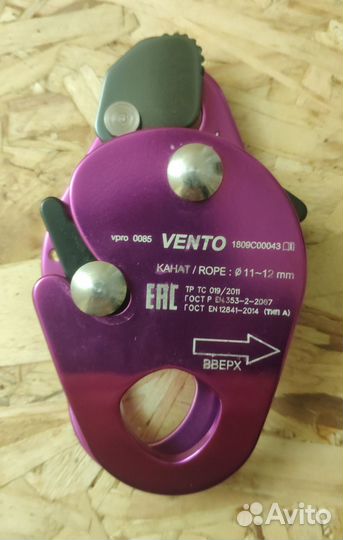 vpro 0085 VENTO 1809C00043
КАНАТ / ROPE: Ø 11~12 mm
EAC ТР ТС 019/2011
ГОСТ Р ЕН 353-2-2007
ГОСТ EN 12841-2014 (ТИП А)
ВВЕРХ
Avito